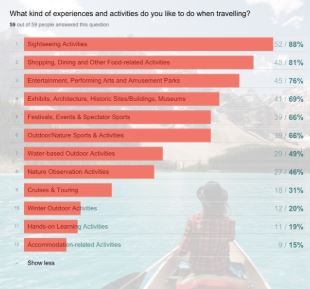 What kind of experiences and activities do you like to do when travelling?
59 out of 59 people answered this question
1 Sightseeing Activities 52 / 88%
2 Shopping, Dining and Other Food-related Activities 48 / 81%
3 Entertainment, Performing Arts and Amusement Parks 45 / 76%
4 Exhibits, Architecture, Historic Sites/Buildings, Museums 41 / 69%
5 Festivals, Events & Spectator Sports 39 / 66%
6 Outdoor/Nature Sports & Activities 39 / 66%
7 Water-based Outdoor Activities 29 / 49%
8 Nature Observation Activities 27 / 46%
9 Cruises & Touring 18 / 31%
10 Winter Outdoor Activities 12 / 20%
11 Hands-on Learning Activities 11 / 19%
12 Accommodation-related Activities 9 / 15%
Show less